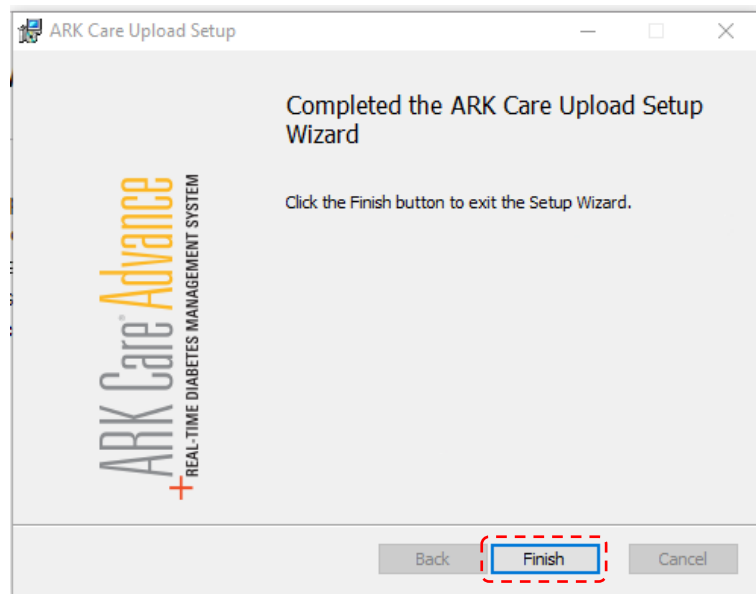 ARK Care Upload Setup
Completed the ARK Care Upload Setup
Wizard
Click the Finish button to exit the Setup Wizard.
ARK Care® Advance
REAL-TIME DIABETES MANAGEMENT SYSTEM
Back
Finish
Cancel